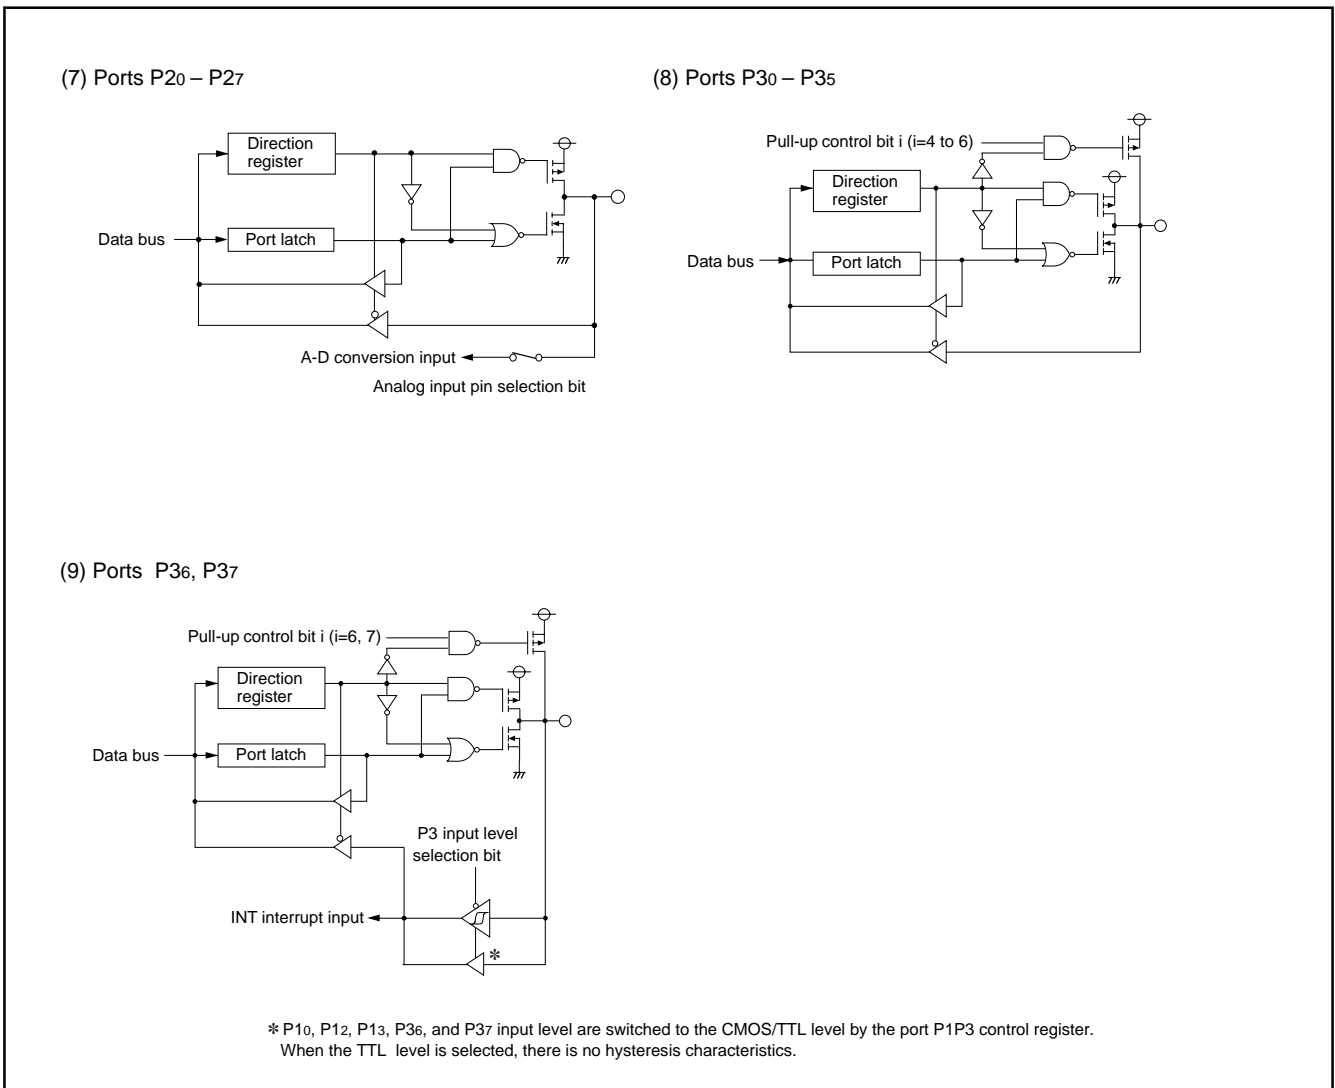 (7) Ports P20 – P27
Direction
register
Data bus
Port latch
A-D conversion input
Analog input pin selection bit
(8) Ports P30 – P35
Pull-up control bit i (i=4 to 6)
Direction
register
Data bus
Port latch
(9) Ports P36, P37
Pull-up control bit i (i=6, 7)
Direction
register
Data bus
Port latch
P3 input level
selection bit
INT interrupt input
*
* P10, P12, P13, P36, and P37 input level are switched to the CMOS/TTL level by the port P1P3 control register.
When the TTL level is selected, there is no hysteresis characteristics.